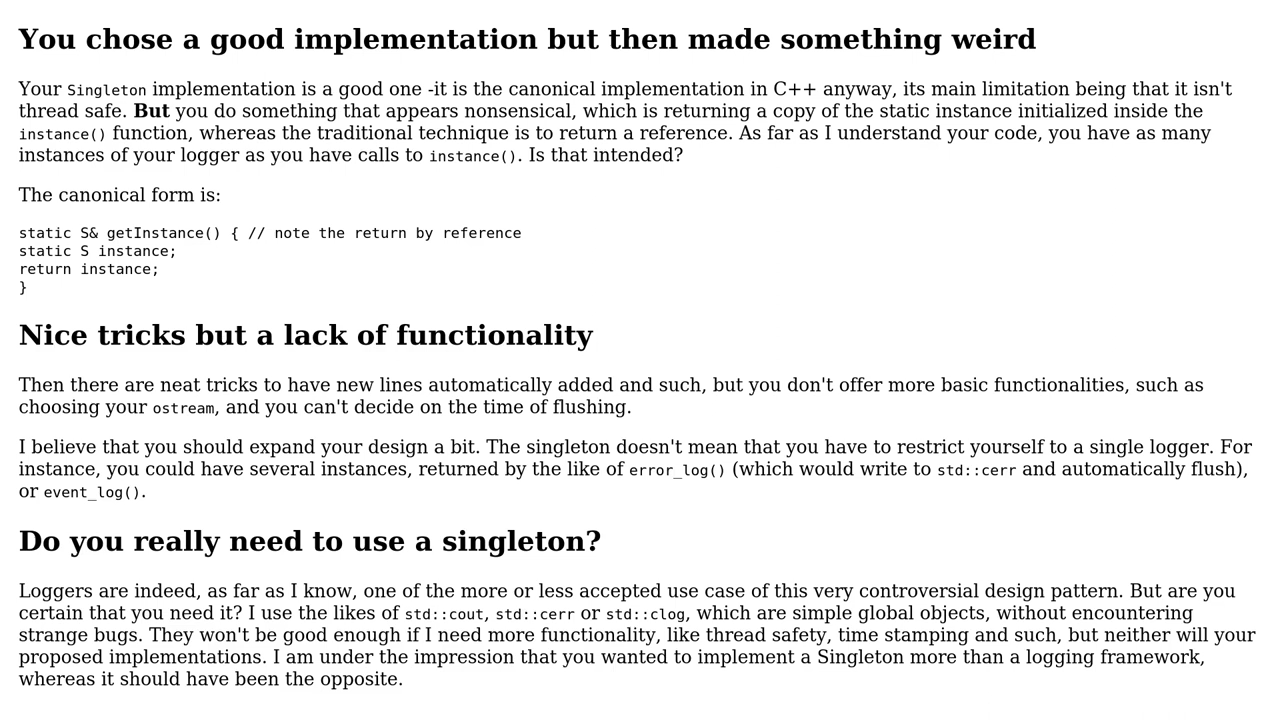 You chose a good implementation but then made something weird
Your Singleton implementation is a good one -it is the canonical implementation in C++ anyway, its main limitation being that it isn't
thread safe. But you do something that appears nonsensical, which is returning a copy of the static instance initialized inside the
instance() function, whereas the traditional technique is to return a reference. As far as I understand your code, you have as many
instances of your logger as you have calls to instance(). Is that intended?
The canonical form is:
static S& getInstance() { // note the return by reference
static S instance;
return instance;
}
Nice tricks but a lack of functionality
Then there are neat tricks to have new lines automatically added and such, but you don't offer more basic functionalities, such as
choosing your ostream, and you can't decide on the time of flushing.
I believe that you should expand your design a bit. The singleton doesn't mean that you have to restrict yourself to a single logger. For
instance, you could have several instances, returned by the like of error_log() (which would write to std::cerr and automatically flush),
or event_log().
Do you really need to use a singleton?
Loggers are indeed, as far as I know, one of the more or less accepted use case of this very controversial design pattern. But are you
certain that you need it? I use the likes of std::cout, std::cerr or std::clog, which are simple global objects, without encountering
strange bugs. They won't be good enough if I need more functionality, like thread safety, time stamping and such, but neither will your
proposed implementations. I am under the impression that you wanted to implement a Singleton more than a logging framework,
whereas it should have been the opposite.